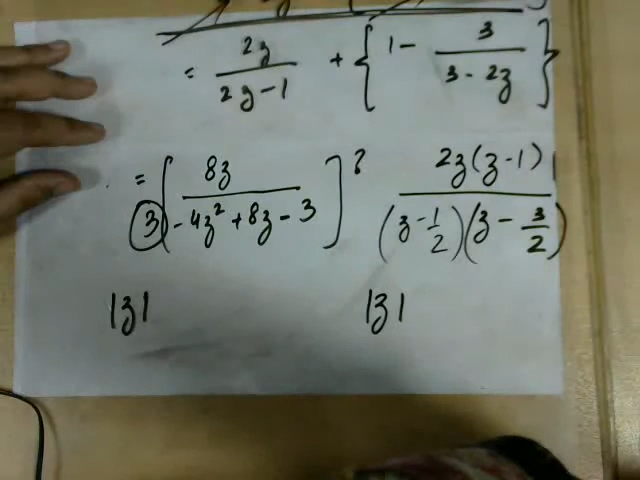 = 2z / (2z - 1) + { 1 - 3 / (3 - 2z) }
= [ 8z / (-4z² + 8z - 3) ] ? 2z(z - 1) / ((z - 1/2)(z - 3/2))
3
|z| |z|